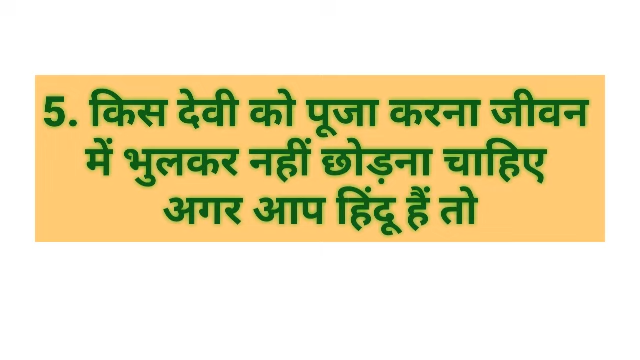 5. किस देवी को पूजा करना जीवन
में भुलकर नहीं छोड़ना चाहिए
अगर आप हिंदू हैं तो